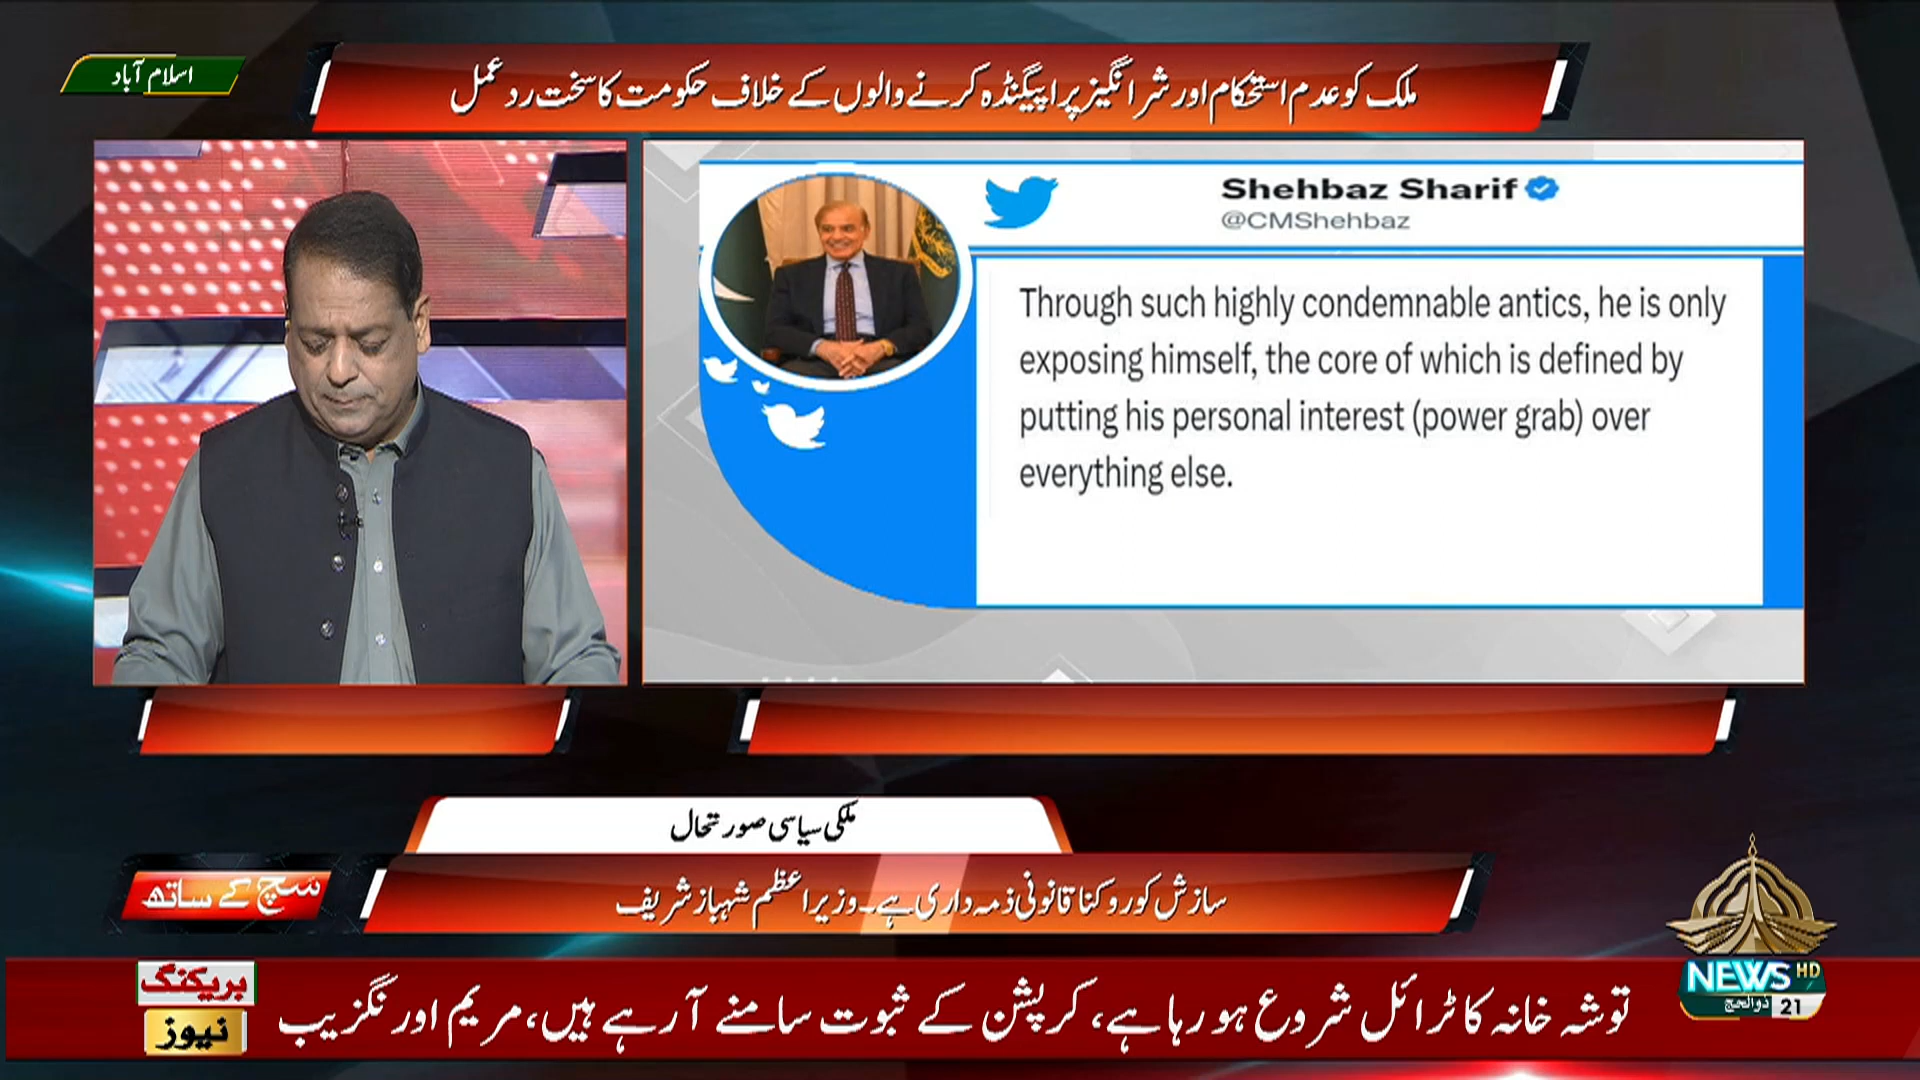 اسلام آباد
ملک کو عدم استحکام اور شر انگیز پراپیگنڈہ کرنے والوں کے خلاف حکومت کا سخت رد عمل
Shehbaz Sharif
@CMShehbaz
Through such highly condemnable antics, he is only
exposing himself, the core of which is defined by
putting his personal interest (power grab) over
everything else.
ملکی سیاسی صورتحال
سچ کے ساتھ
سازش کو روکنا قانونی ذمہ داری ہے۔ وزیراعظم شہباز شریف
بریکنگ
نیوز
توشہ خانہ کا ٹرائل شروع ہو رہا ہے، کرپشن کے ثبوت سامنے آ رہے ہیں، مریم اورنگزیب
NEWS HD
21 ذوالحج